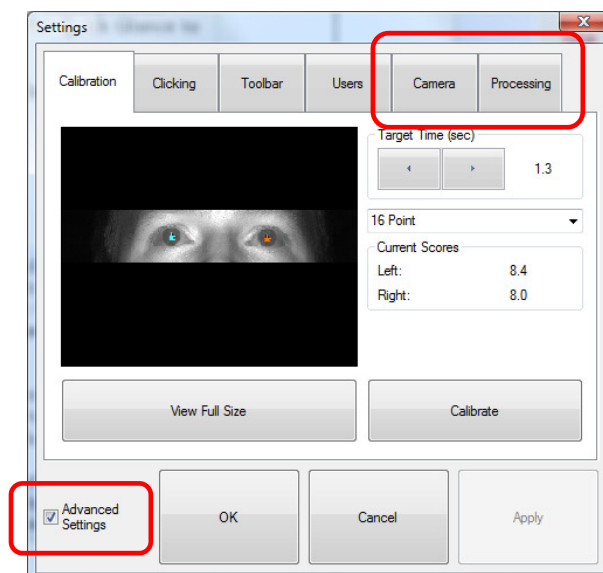 Settings
Calibration Clicking Toolbar Users Camera Processing
Target Time (sec)
1.3
16 Point
Current Scores
Left: 8.4
Right: 8.0
View Full Size Calibrate
Advanced
Settings
OK Cancel Apply